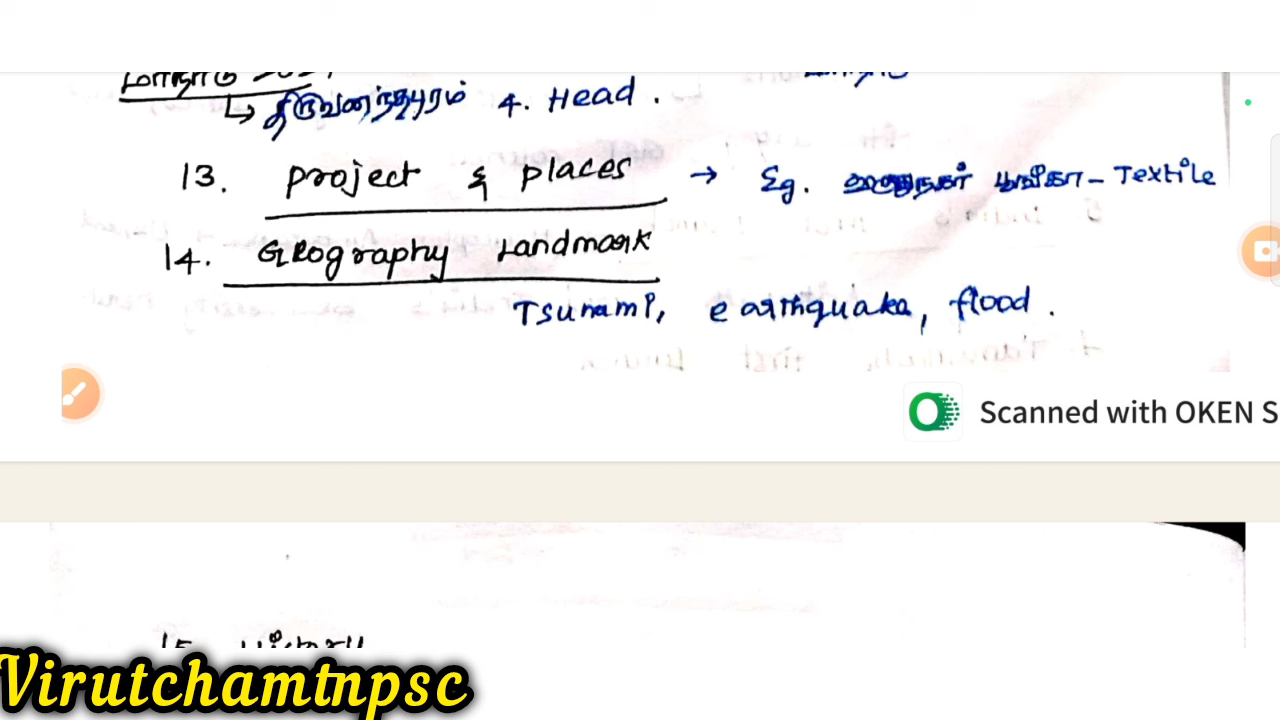 திருவனந்தபுரம் 4. Head.
13. Project & places → Eg. பூங்கா - Textile
14. Geography Landmark
Tsunami, earthquake, flood.
Scanned with OKEN S
15.
Virutchamtnpsc